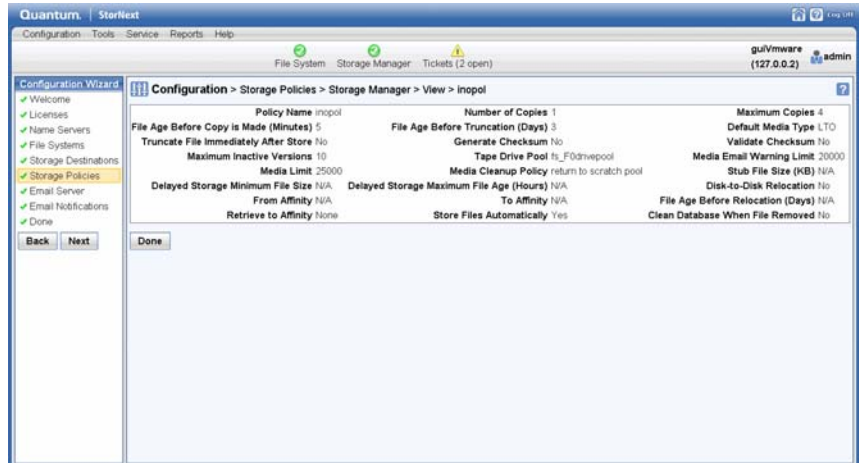 Quantum. StorNext
Log Off
Configuration Tools Service Reports Help
File System Storage Manager Tickets (2 open)
guiVmware
(127.0.0.2)
admin
Configuration Wizard
Welcome
Licenses
Name Servers
File Systems
Storage Destinations
Storage Policies
Email Server
Email Notifications
Done
Back Next
Configuration > Storage Policies > Storage Manager > View > inopol
?
Policy Name inopol Number of Copies 1 Maximum Copies 4
File Age Before Copy is Made (Minutes) 5 File Age Before Truncation (Days) 3 Default Media Type LTO
Truncate File Immediately After Store No Generate Checksum No Validate Checksum No
Maximum Inactive Versions 10 Tape Drive Pool fs_F0drivepool Media Email Warning Limit 20000
Media Limit 25000 Media Cleanup Policy return to scratch pool Stub File Size (KB) N/A
Delayed Storage Minimum File Size N/A Delayed Storage Maximum File Age (Hours) N/A Disk-to-Disk Relocation No
From Affinity N/A To Affinity N/A File Age Before Relocation (Days) N/A
Retrieve to Affinity None Store Files Automatically Yes Clean Database When File Removed No
Done